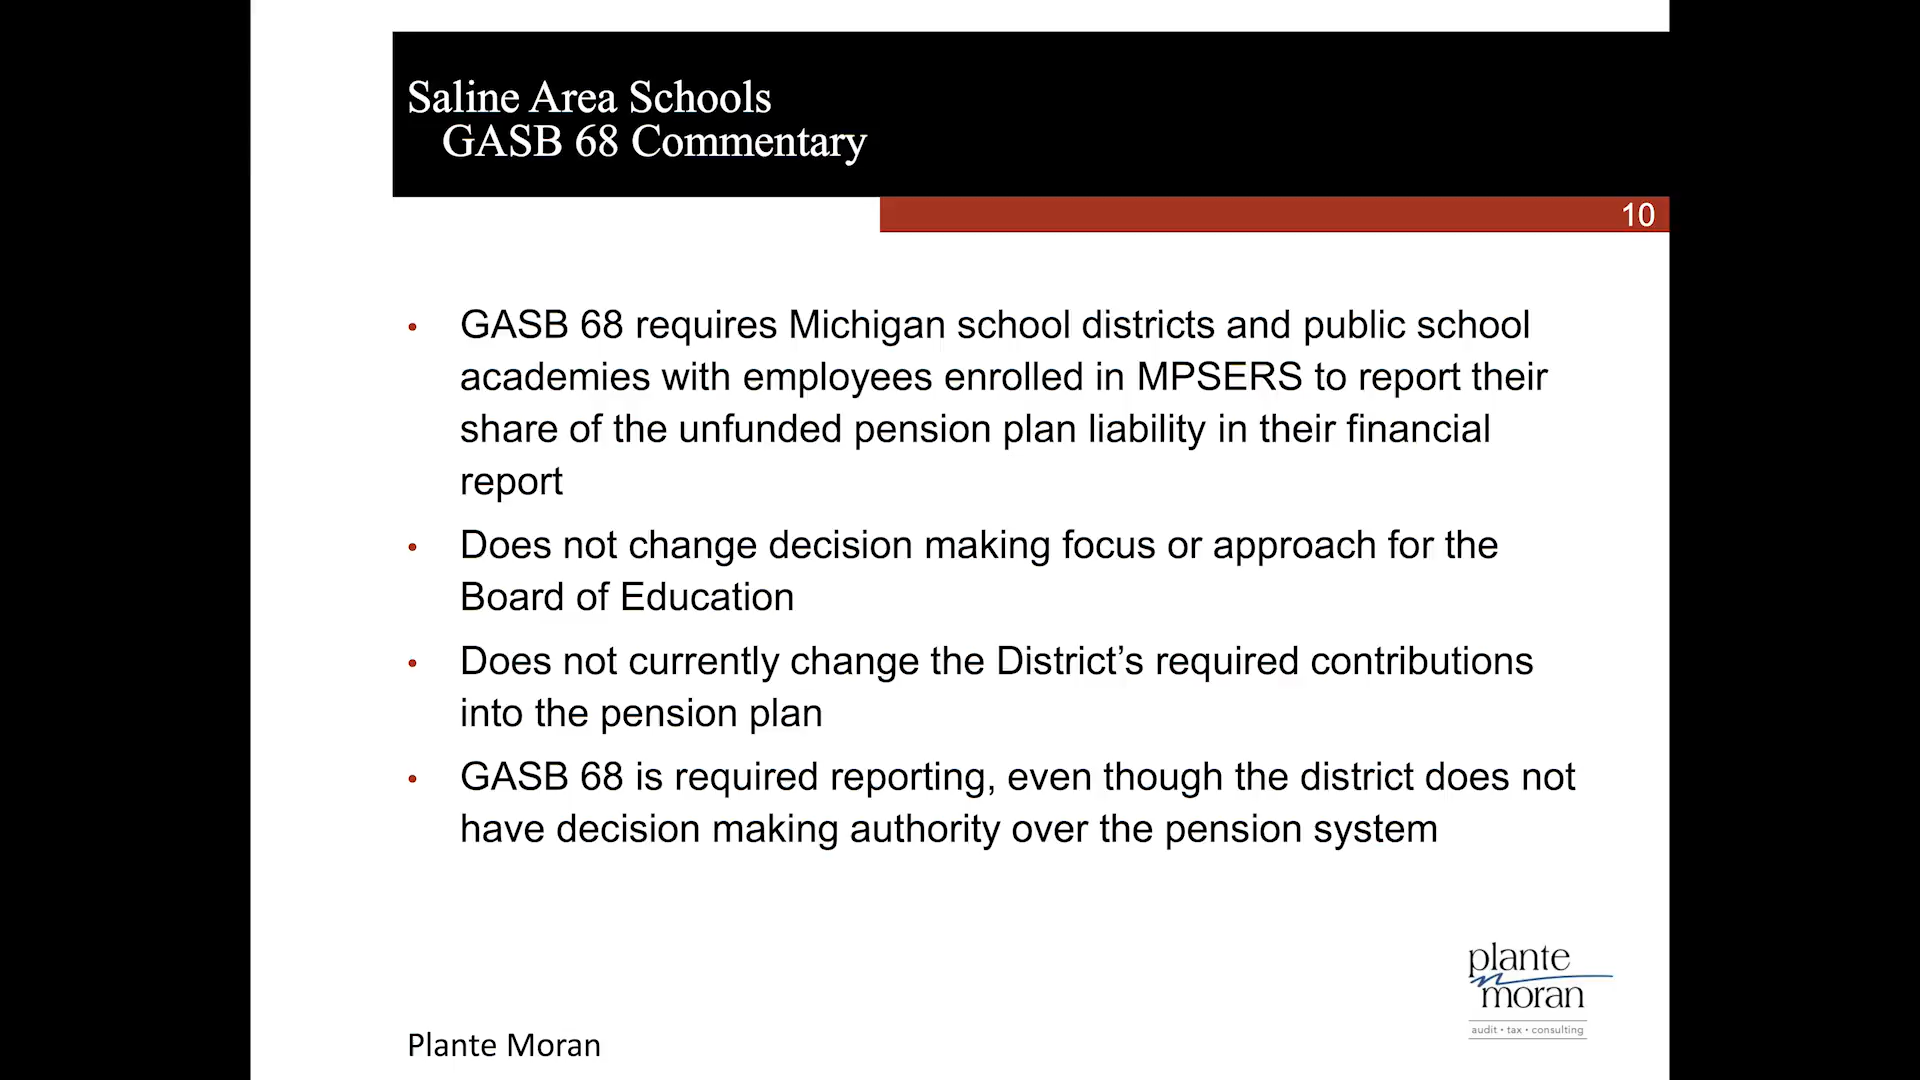 Saline Area Schools
GASB 68 Commentary
10
• GASB 68 requires Michigan school districts and public school
academies with employees enrolled in MPSERS to report their
share of the unfunded pension plan liability in their financial
report
• Does not change decision making focus or approach for the
Board of Education
• Does not currently change the District’s required contributions
into the pension plan
• GASB 68 is required reporting, even though the district does not
have decision making authority over the pension system
plante
moran
audit • tax • consulting
Plante Moran